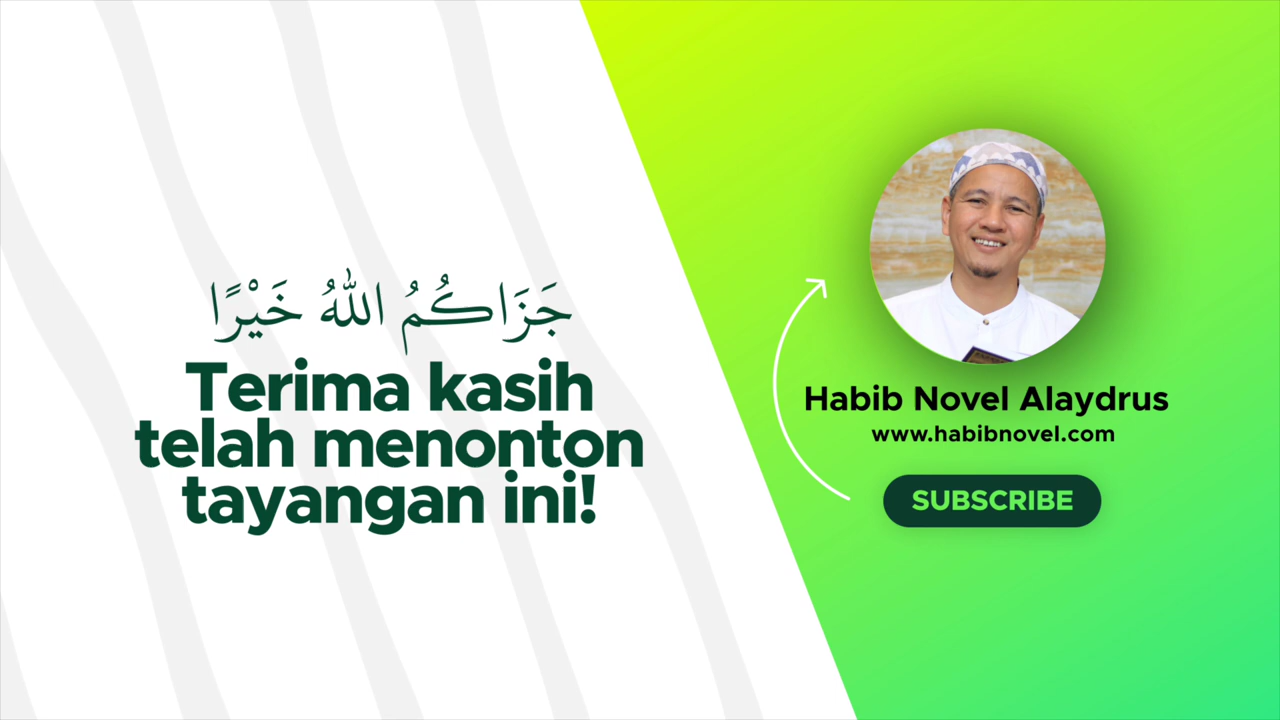 جَزَاكُمُ اللّٰهُ خَيْرًا
Terima kasih
telah menonton
tayangan ini!
Habib Novel Alaydrus
www.habibnovel.com
SUBSCRIBE